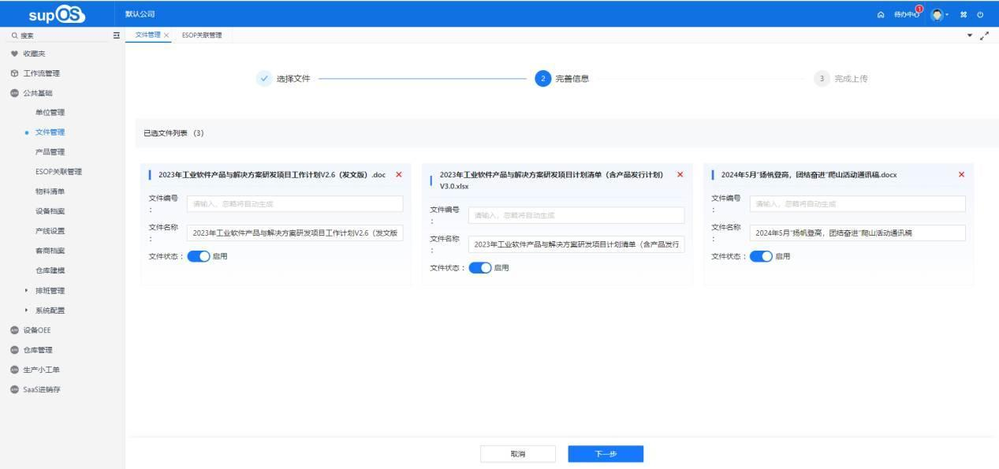 supOS
默认公司
待办中心
1
搜索
文件管理
ESOP关联管理
收藏夹
工作流管理
公共基础
单位管理
文件管理
产品管理
ESOP关联管理
物料清单
设备档案
产线设置
客商档案
仓库建模
排班管理
系统配置
设备OEE
仓库管理
生产小工单
SaaS进销存
选择文件
2
完善信息
3
完成上传
已选文件列表 （3）
2023年工业软件产品与解决方案研发项目工作计划V2.6（发文版）.doc
文件编号
:
请输入，忽略将自动生成
文件名称
:
2023年工业软件产品与解决方案研发项目工作计划V2.6（发文版
文件状态：
启用
2023年工业软件产品与解决方案研发项目计划清单（含产品发行计划）
V3.0.xlsx
文件编号
:
请输入，忽略将自动生成
文件名称
:
2023年工业软件产品与解决方案研发项目计划清单（含产品发行
文件状态：
启用
2024年5月“扬帆登高，团结奋进”爬山活动通讯稿.docx
文件编号
:
请输入，忽略将自动生成
文件名称
:
2024年5月“扬帆登高，团结奋进”爬山活动通讯稿
文件状态：
启用
取消
下一步